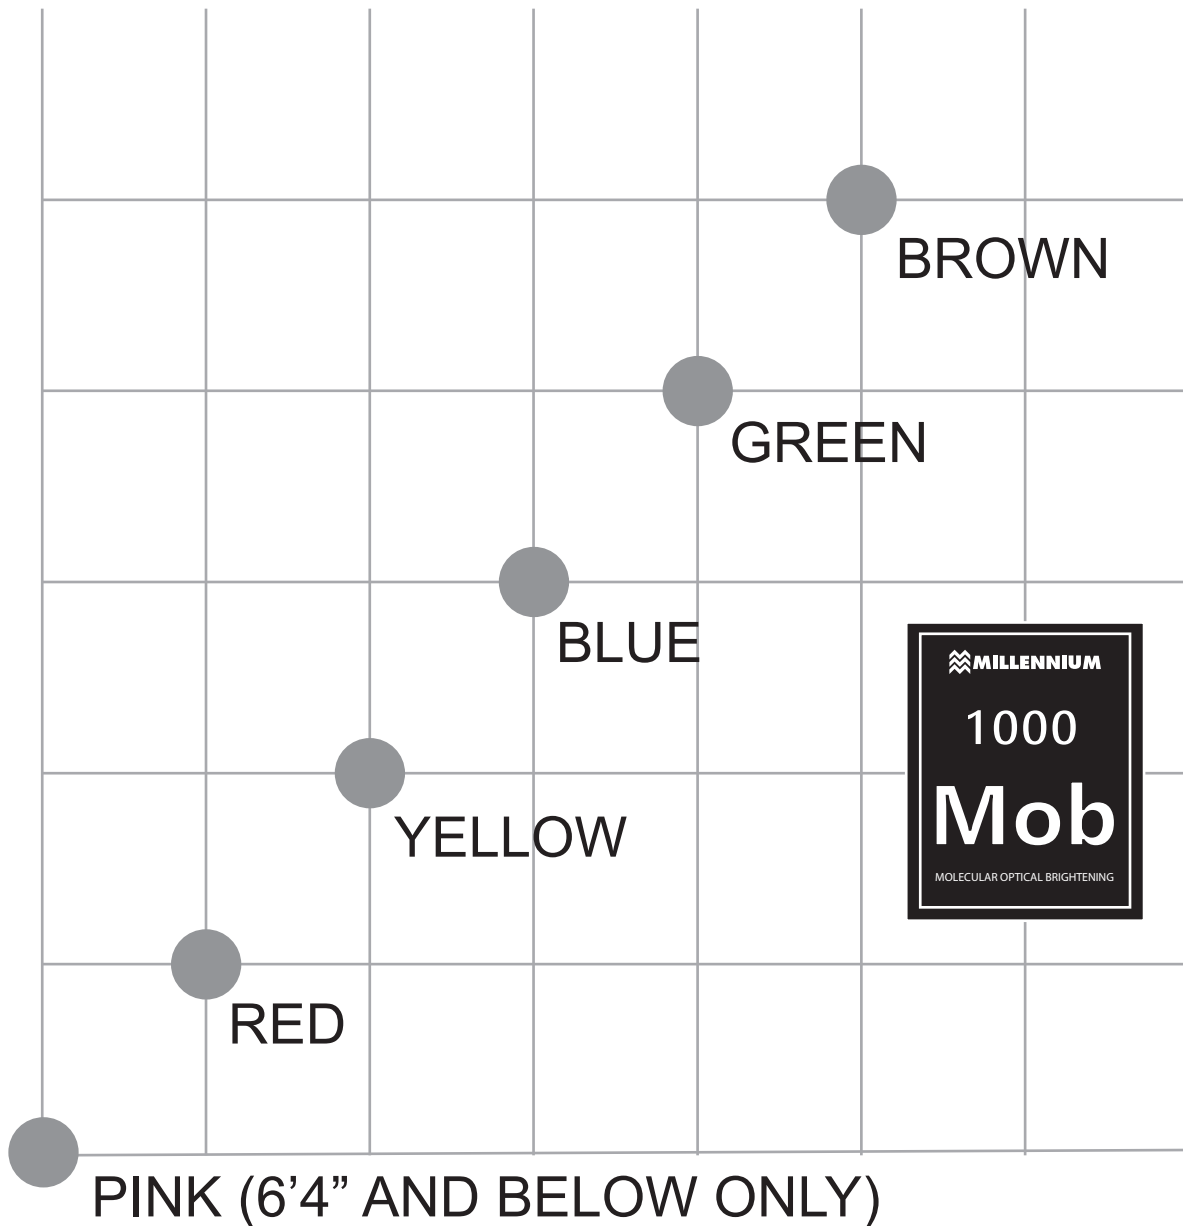 BROWN
GREEN
BLUE
MILLENNIUM
1000
Mob
MOLECULAR OPTICAL BRIGHTENING
YELLOW
RED
PINK (6’4” AND BELOW ONLY)